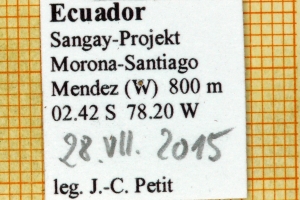 Ecuador
Sangay-Projekt
Morona-Santiago
Mendez (W) 800 m
02.42 S 78.20 W
28.VII. 2015
leg. J.-C. Petit